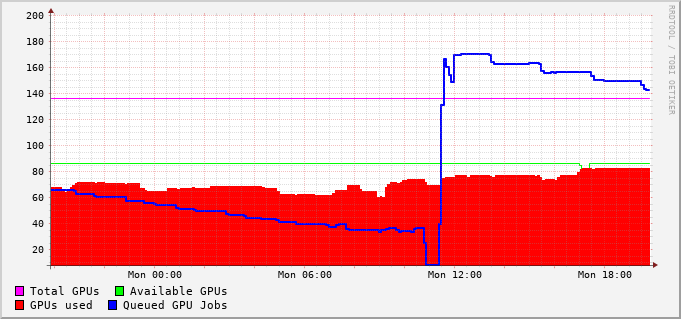 200
180
160
140
120
100
80
60
40
20
Mon 00:00 Mon 06:00 Mon 12:00 Mon 18:00
Total GPUs Available GPUs
GPUs used Queued GPU Jobs
RRDTOOL / TOBI OETIKER